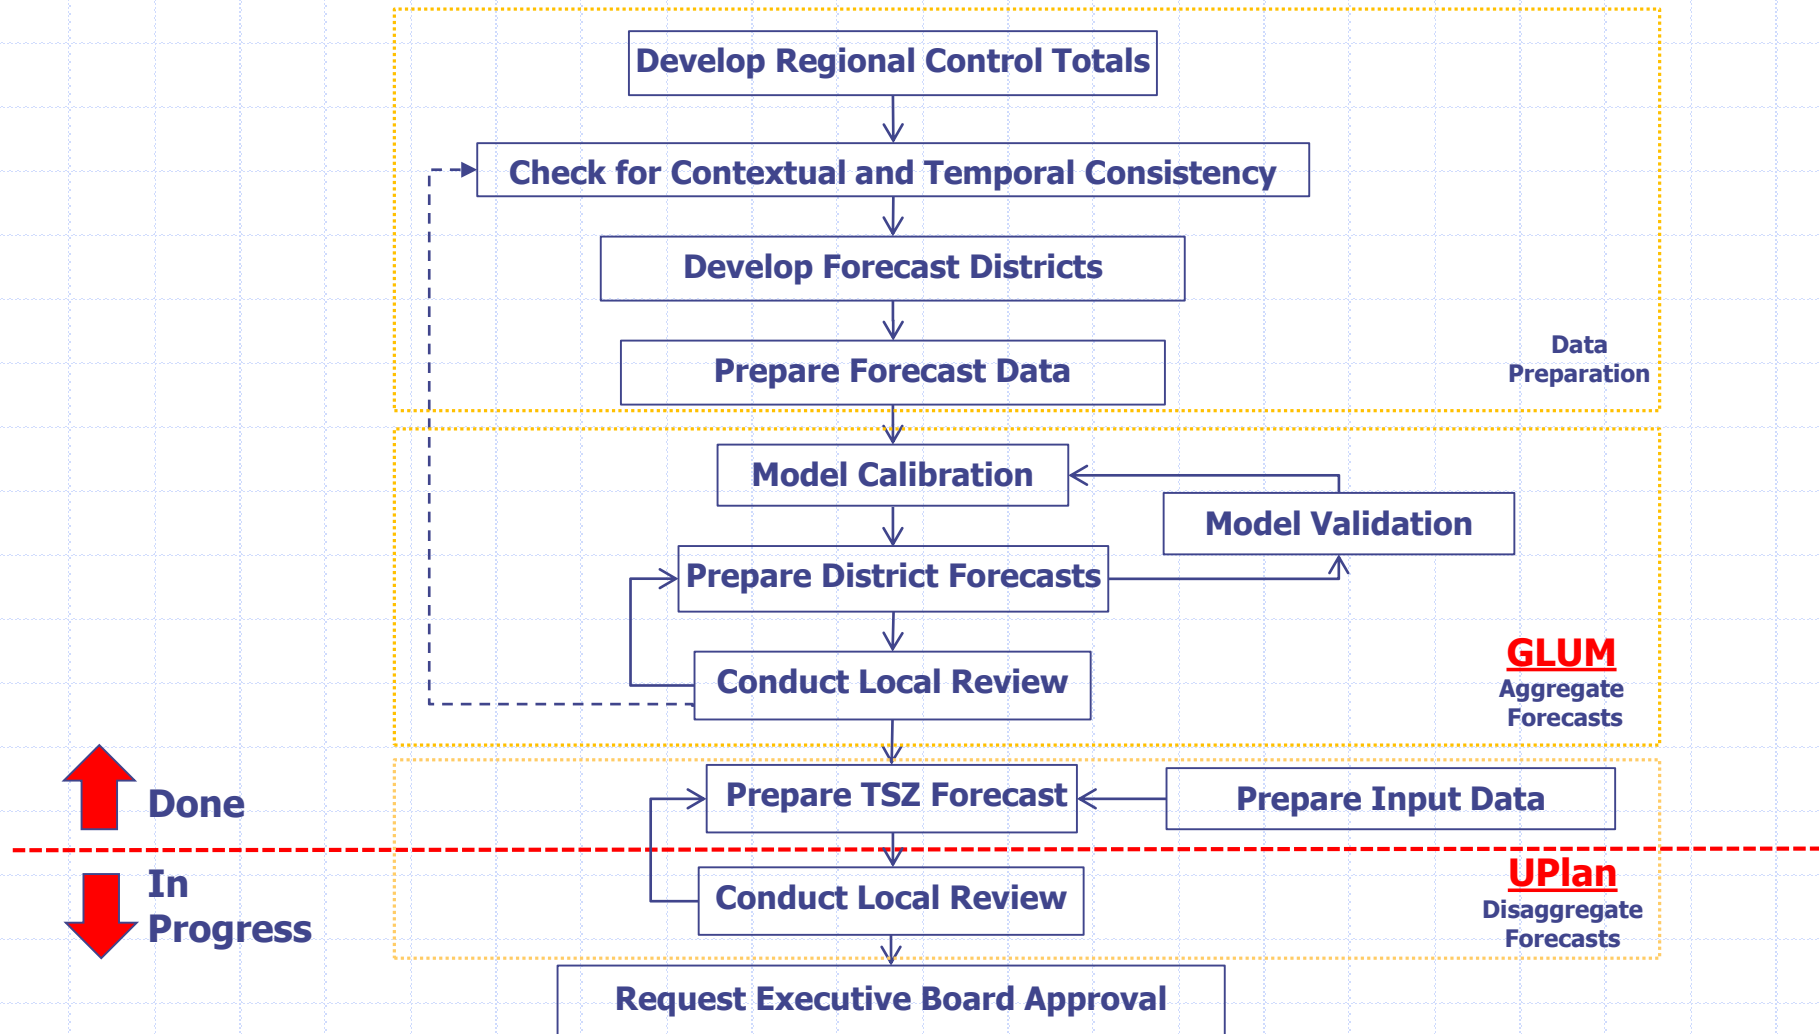 Develop Regional Control Totals
Check for Contextual and Temporal Consistency
Develop Forecast Districts
Prepare Forecast Data
Data
Preparation
Model Calibration
Model Validation
Prepare District Forecasts
Conduct Local Review
GLUM
Aggregate
Forecasts
Prepare TSZ Forecast
Prepare Input Data
Done
In
Progress
Conduct Local Review
UPlan
Disaggregate
Forecasts
Request Executive Board Approval